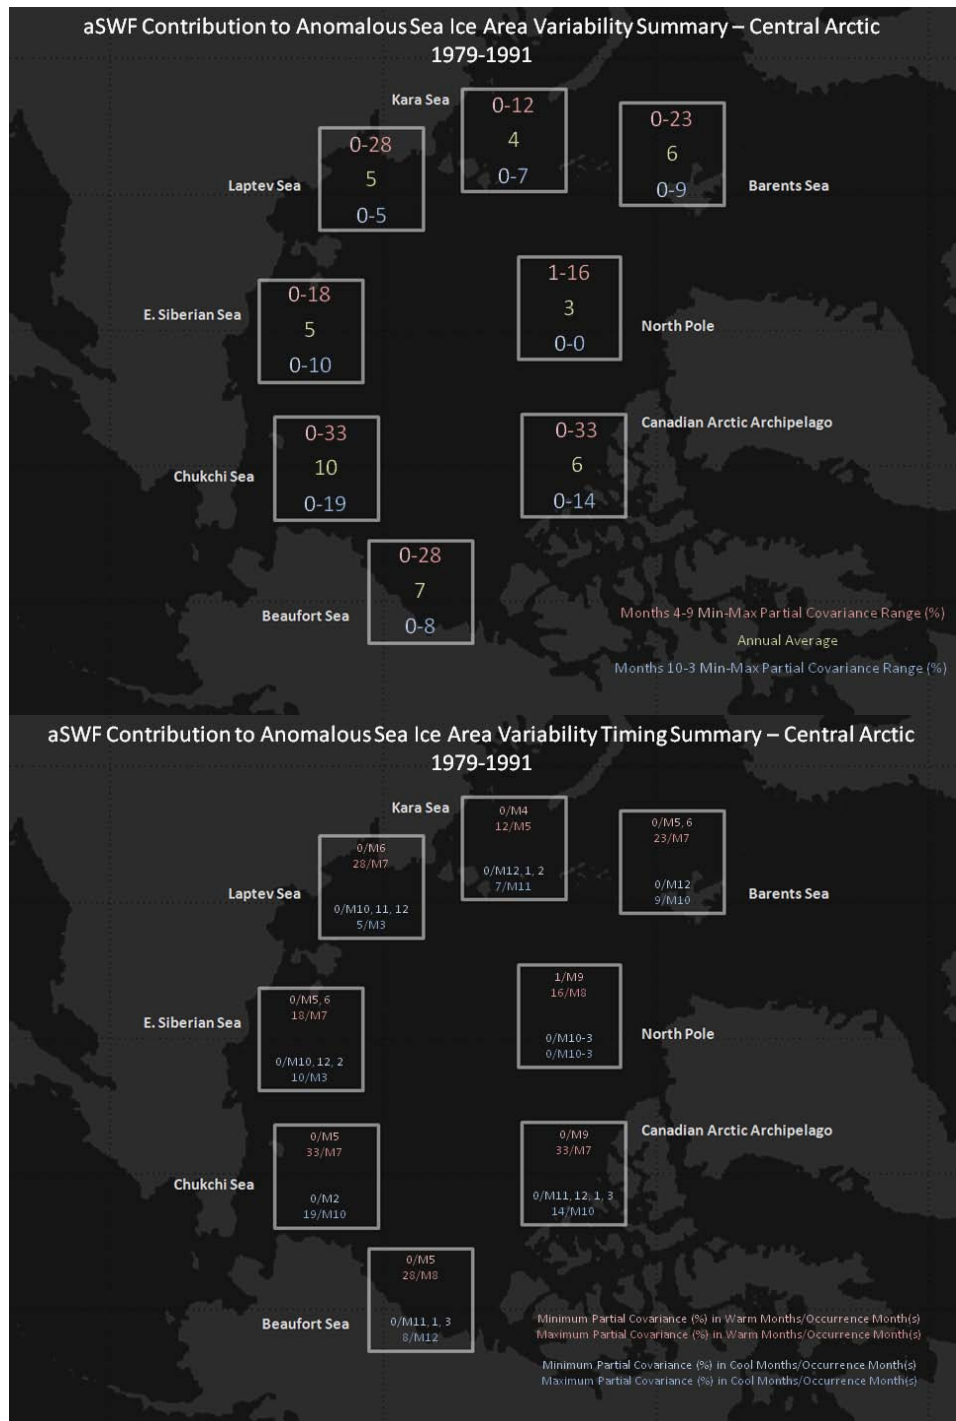 aSWF Contribution to Anomalous Sea Ice Area Variability Summary – Central Arctic
1979-1991
Kara Sea
0-12
4
0-7
0-23
6
0-9
Barents Sea
Laptev Sea
0-28
5
0-5
E. Siberian Sea
0-18
5
0-10
1-16
3
0-0
North Pole
Chukchi Sea
0-33
10
0-19
0-33
6
0-14
Canadian Arctic Archipelago
Beaufort Sea
0-28
7
0-8
Months 4-9 Min-Max Partial Covariance Range (%)
Annual Average
Months 10-3 Min-Max Partial Covariance Range (%)
aSWF Contribution to Anomalous Sea Ice Area Variability Timing Summary – Central Arctic
1979-1991
Kara Sea
0/M4
12/M5
0/M12, 1, 2
7/M11
0/M5, 6
23/M7
0/M12
9/M10
Barents Sea
Laptev Sea
0/M6
28/M7
0/M10, 11, 12
5/M3
E. Siberian Sea
0/M5, 6
18/M7
0/M10, 12, 2
10/M3
1/M9
16/M8
0/M10-3
0/M10-3
North Pole
Chukchi Sea
0/M5
33/M7
0/M2
19/M10
0/M9
33/M7
0/M11, 12, 1, 3
14/M10
Canadian Arctic Archipelago
Beaufort Sea
0/M5
28/M8
0/M11, 1, 3
8/M12
Minimum Partial Covariance (%) in Warm Months/Occurrence Month(s)
Maximum Partial Covariance (%) in Warm Months/Occurrence Month(s)
Minimum Partial Covariance (%) in Cool Months/Occurrence Month(s)
Maximum Partial Covariance (%) in Cool Months/Occurrence Month(s)